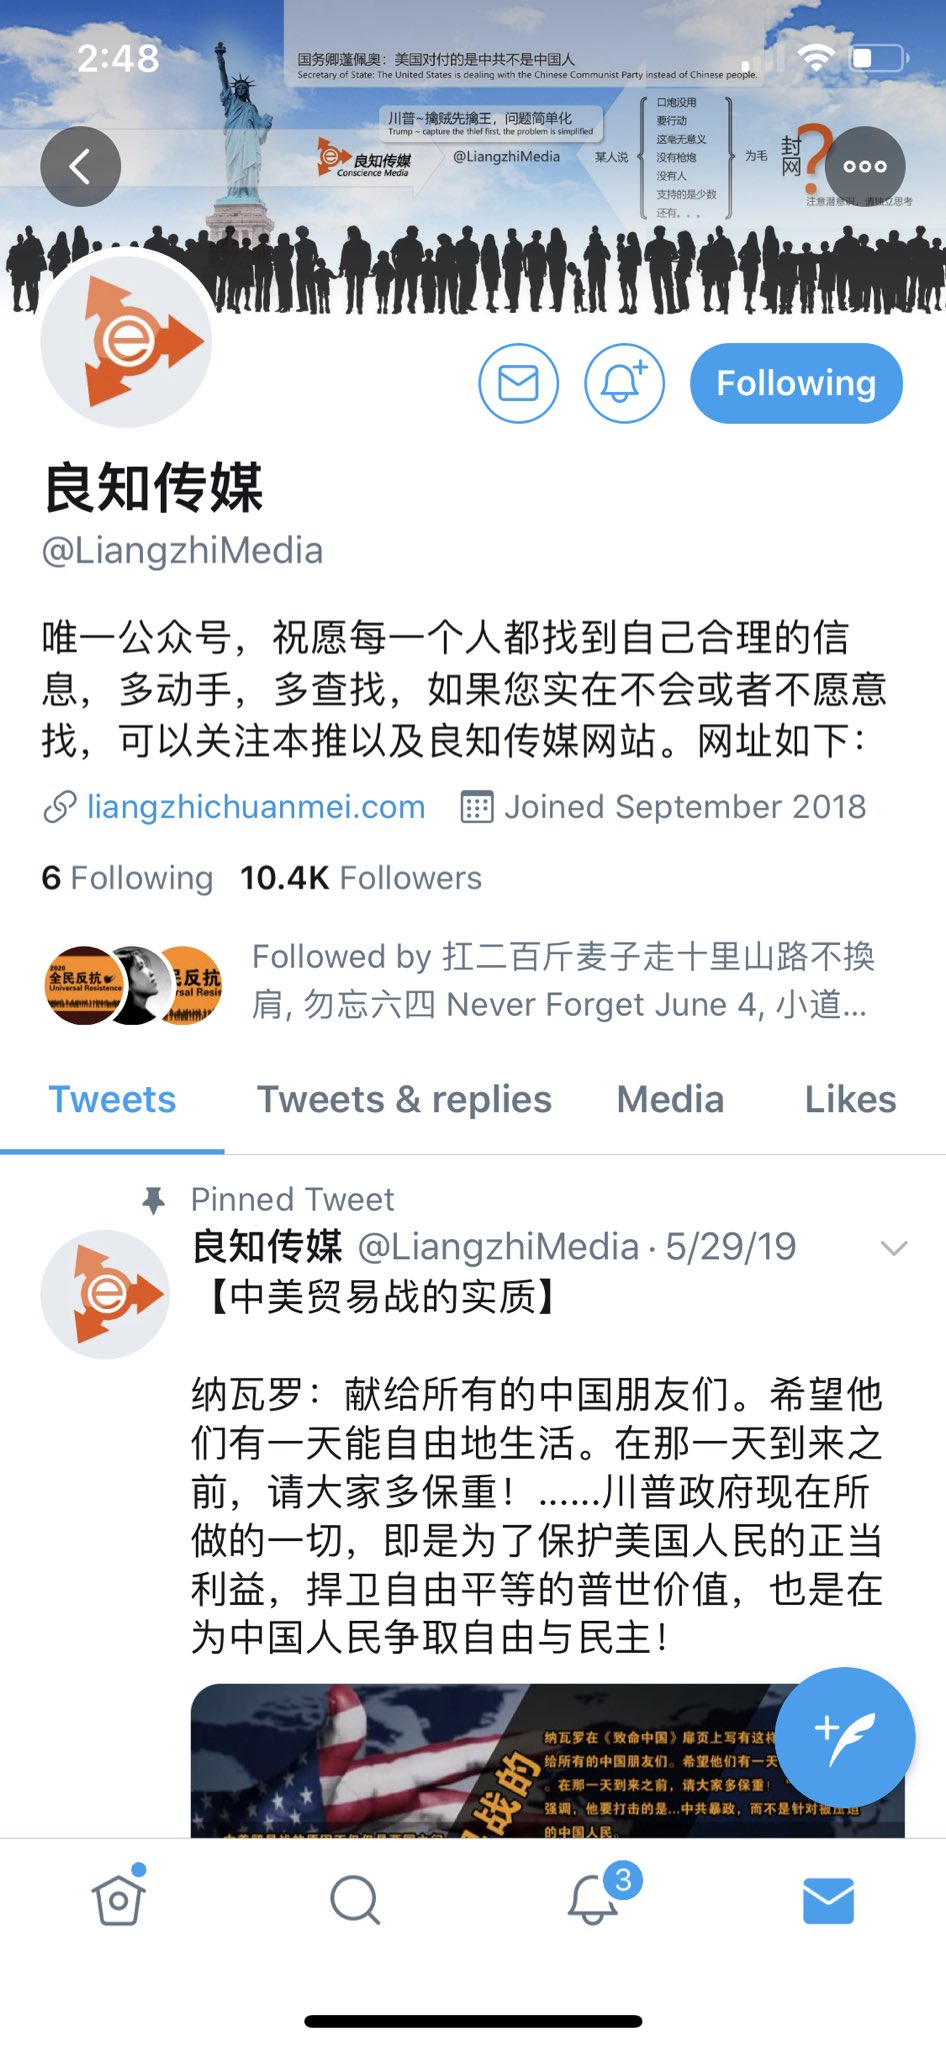 2:48
国务卿蓬佩奥：美国对付的是中共不是中国人
Secretary of State: The United States is dealing with the Chinese Communist Party instead of Chinese people.
川普~擒贼先擒王，问题简单化
Trump ~ capture the thief first, the problem is simplified
良知传媒
Conscience Media
@LiangzhiMedia
某人说
口炮没用
要行动
这毫无意义
没有枪炮
没有人
支持的是少数
还有。。。
为毛
封网
?
注意潜意识，请独立思考
Following
良知传媒
@LiangzhiMedia
唯一公众号，祝愿每一个人都找到自己合理的信
息，多动手，多查找，如果您实在不会或者不愿意
找，可以关注本推以及良知传媒网站。网址如下：
liangzhichuanmei.com Joined September 2018
6 Following 10.4K Followers
2020
全民反抗
Universal Resistence
民反抗
rsal Resis
Followed by 扛二百斤麦子走十里山路不換
肩, 勿忘六四 Never Forget June 4, 小道...
Tweets Tweets & replies Media Likes
Pinned Tweet
良知传媒 @LiangzhiMedia · 5/29/19
【中美贸易战的实质】
纳瓦罗：献给所有的中国朋友们。希望他
们有一天能自由地生活。在那一天到来之
前，请大家多保重！......川普政府现在所
做的一切，即是为了保护美国人民的正当
利益，捍卫自由平等的普世价值，也是在
为中国人民争取自由与民主！
战的
纳瓦罗在《致命中国》扉页上写有这样
给所有的中国朋友们。希望他们有一天
。在那一天到来之前，请大家多保重！
强调，他要打击的是...中共暴政，而不是针对被压迫
的中国人民。
3